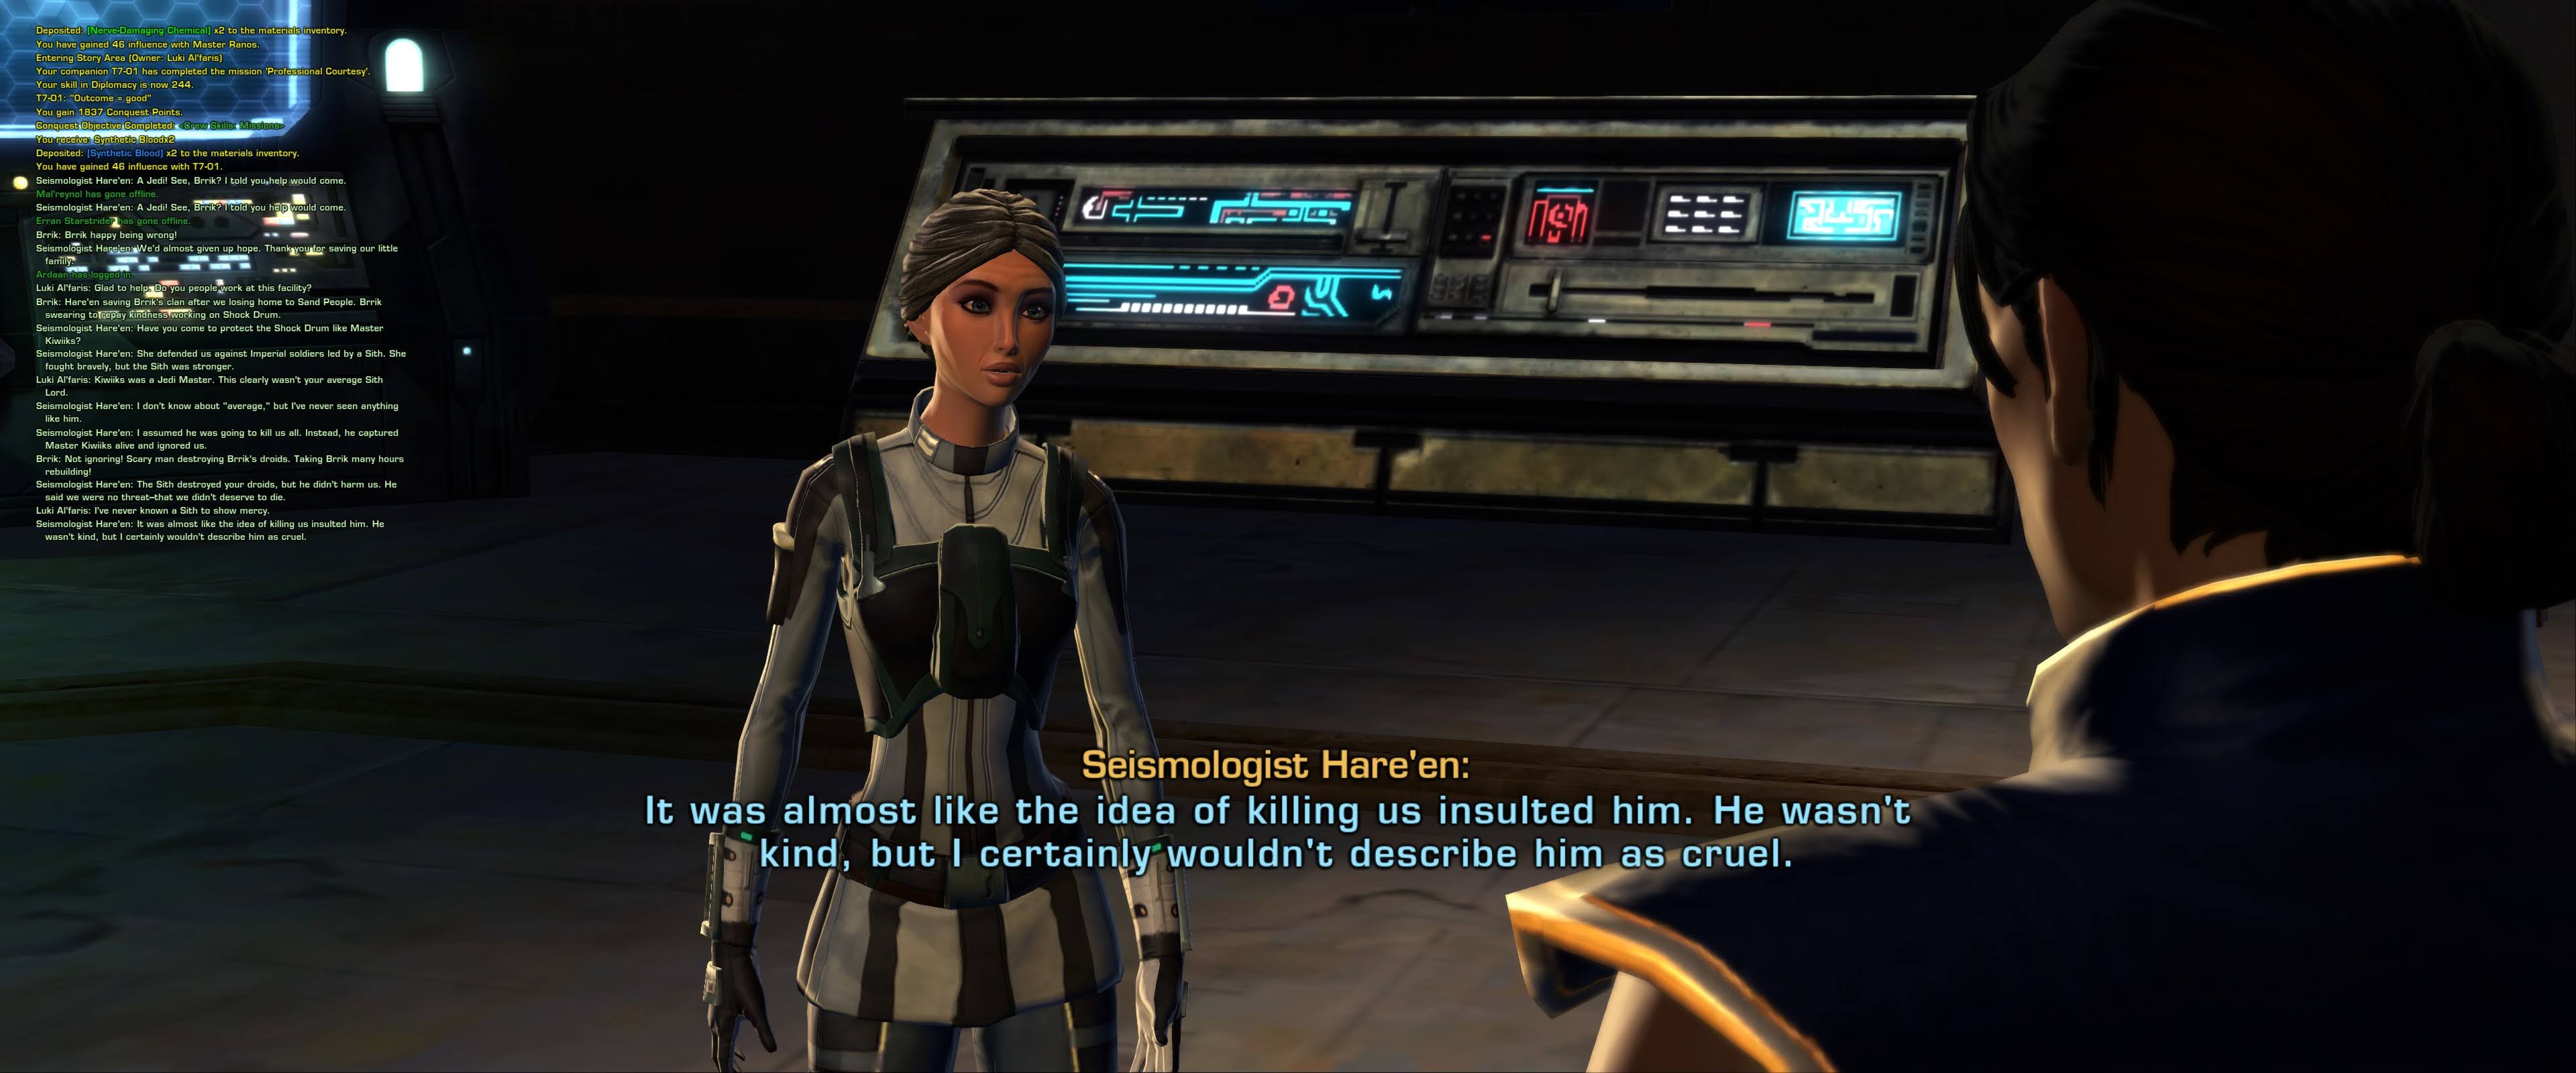 Deposited: [Nerve-Damaging Chemical] x2 to the materials inventory.
You have gained 46 influence with Master Ranos.
Entering Story Area (Owner: Luki Al'faris)
Your companion T7-01 has completed the mission 'Professional Courtesy'.
Your skill in Diplomacy is now 244.
T7-01: "Outcome = good"
You gain 1837 Conquest Points.
Conquest Objective Completed: <Crew Skills: Missions>
You receive: Synthetic Bloodx2
Deposited: [Synthetic Blood] x2 to the materials inventory.
You have gained 46 influence with T7-01.
Seismologist Hare'en: A Jedi! See, Brrik? I told you help would come.
Mal'reynol has gone offline.
Seismologist Hare'en: A Jedi! See, Brrik? I told you help would come.
Erran Starstrider has gone offline.
Brrik: Brrik happy being wrong!
Seismologist Hare'en: We'd almost given up hope. Thank you for saving our little
family.
Ardaan has logged in.
Luki Al'faris: Glad to help. Do you people work at this facility?
Brrik: Hare'en saving Brrik's clan after we losing home to Sand People. Brrik
swearing to repay kindness working on Shock Drum.
Seismologist Hare'en: Have you come to protect the Shock Drum like Master
Kiwiiks?
Seismologist Hare'en: She defended us against Imperial soldiers led by a Sith. She
fought bravely, but the Sith was stronger.
Luki Al'faris: Kiwiiks was a Jedi Master. This clearly wasn't your average Sith
Lord.
Seismologist Hare'en: I don't know about "average," but I've never seen anything
like him.
Seismologist Hare'en: I assumed he was going to kill us all. Instead, he captured
Master Kiwiiks alive and ignored us.
Brrik: Not ignoring! Scary man destroying Brrik's droids. Taking Brrik many hours
rebuilding!
Seismologist Hare'en: The Sith destroyed your droids, but he didn't harm us. He
said we were no threat–that we didn't deserve to die.
Luki Al'faris: I've never known a Sith to show mercy.
Seismologist Hare'en: It was almost like the idea of killing us insulted him. He
wasn't kind, but I certainly wouldn't describe him as cruel.
Seismologist Hare'en:
It was almost like the idea of killing us insulted him. He wasn't
kind, but I certainly wouldn't describe him as cruel.